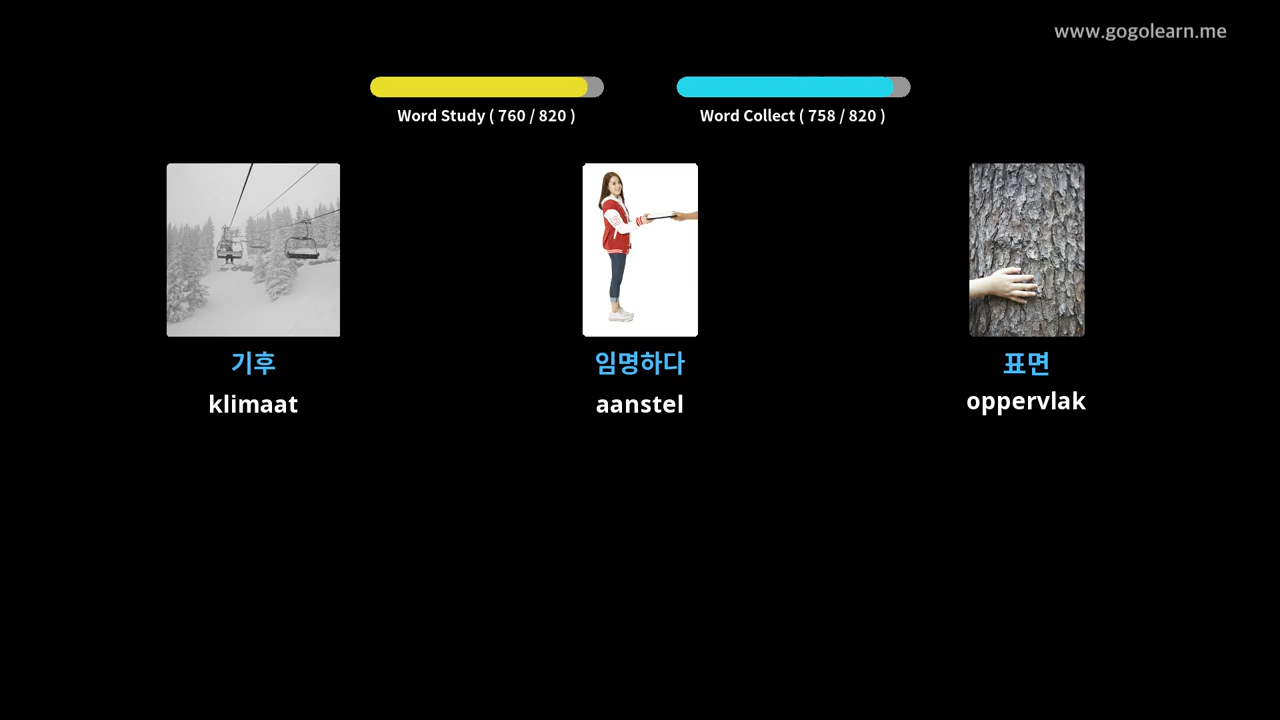 www.gogolearn.me
Word Study ( 760 / 820 )
Word Collect ( 758 / 820 )
기후
klimaat
임명하다
aanstel
표면
oppervlak